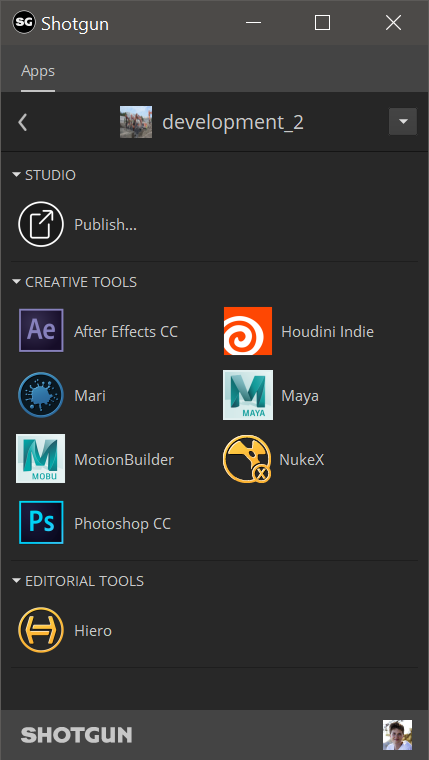 SG Shotgun
Apps
development_2
STUDIO
Publish...
CREATIVE TOOLS
Ae After Effects CC
Houdini Indie
Mari
MAYA Maya
MOBU MotionBuilder
X NukeX
Ps Photoshop CC
EDITORIAL TOOLS
Hiero
SHOTGUN